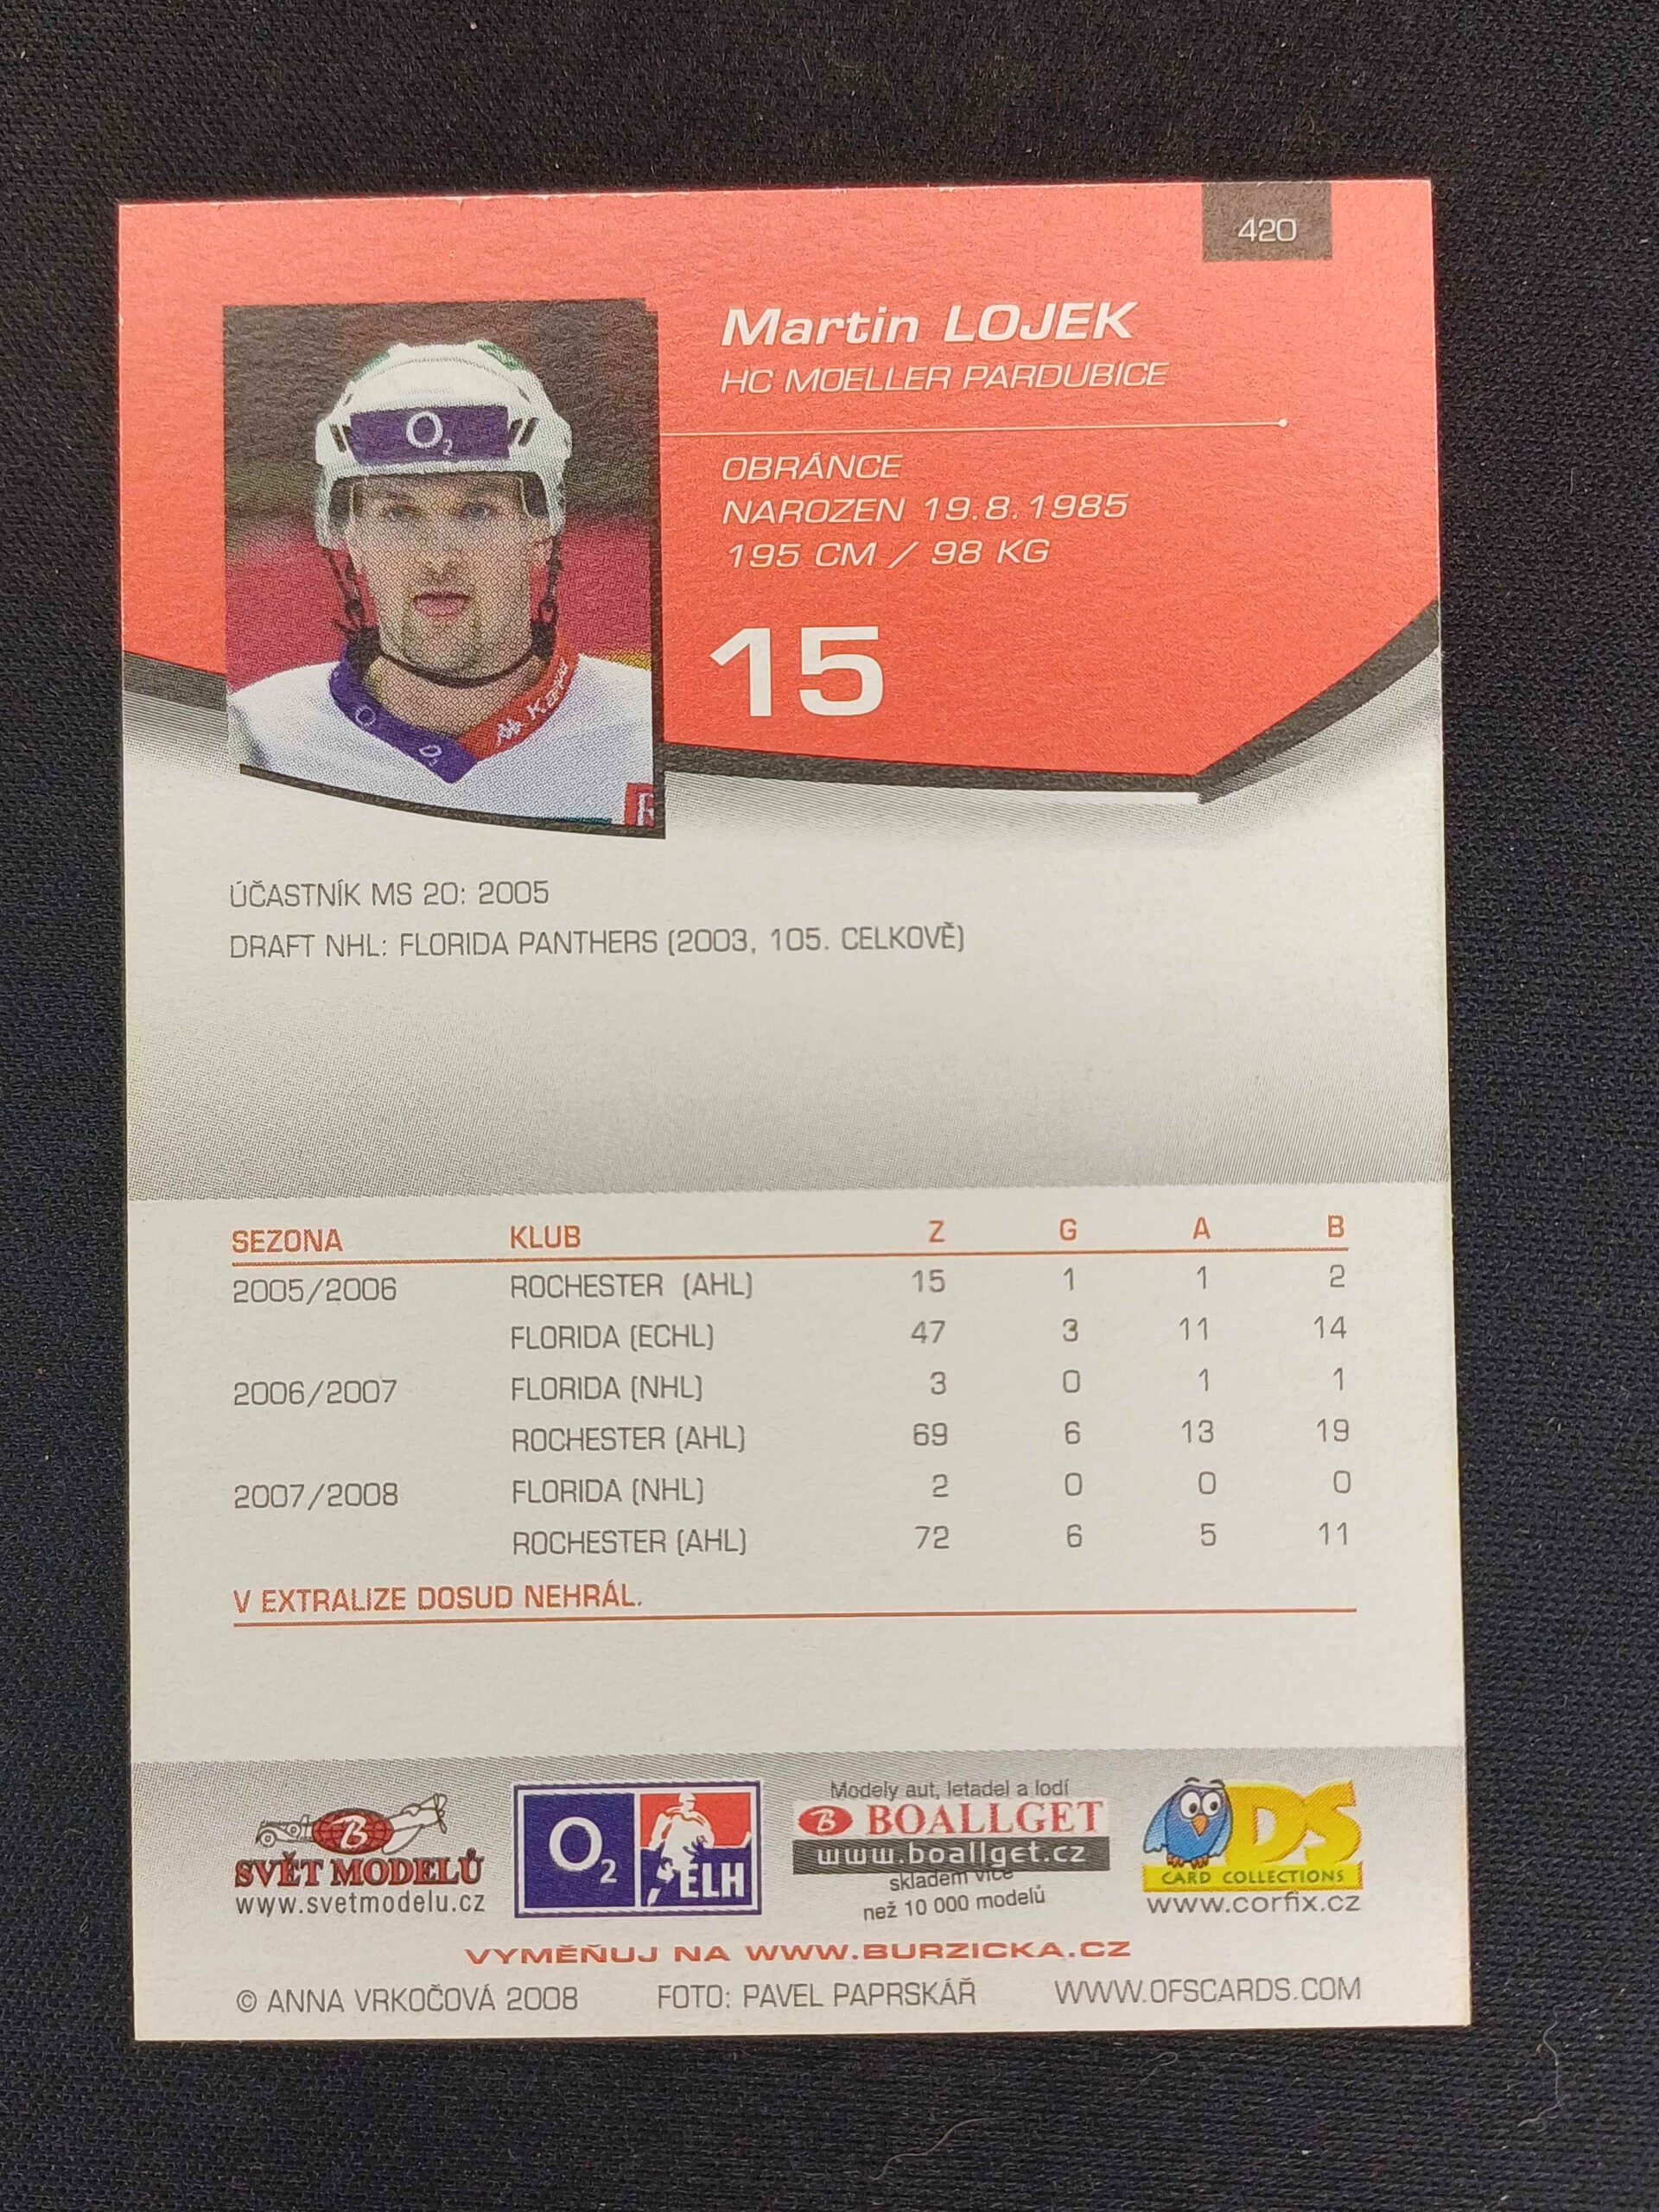 420
Martin LOJEK
HC MOELLER PARDUBICE
OBRÁNCE
NAROZEN 19.8.1985
195 CM / 98 KG
15
O2
O2
Kappa
ÚČASTNÍK MS 20: 2005
DRAFT NHL: FLORIDA PANTHERS (2003, 105. CELKOVĚ)
SEZONA KLUB Z G A B
2005/2006 ROCHESTER (AHL) 15 1 1 2
FLORIDA (ECHL) 47 3 11 14
2006/2007 FLORIDA (NHL) 3 0 1 1
ROCHESTER (AHL) 69 6 13 19
2007/2008 FLORIDA (NHL) 2 0 0 0
ROCHESTER (AHL) 72 6 5 11
V EXTRALIZE DOSUD NEHRÁL.
B
SVĚT MODELŮ
www.svetmodelu.cz
O2 ELH
Modely aut, letadel a lodí
B BOALLGET
www.boallget.cz
skladem více
než 10 000 modelů
DS
CARD COLLECTIONS
www.corfix.cz
VYMĚŇUJ NA WWW.BURZICKA.CZ
© ANNA VRKOČOVÁ 2008 FOTO: PAVEL PAPRSKÁŘ WWW.OFSCARDS.COM